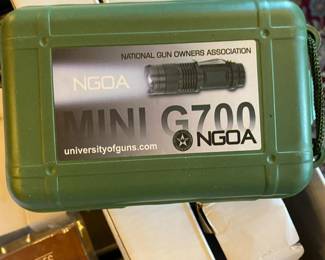 NATIONAL GUN OWNERS ASSOCIATION
NGOA
MINI G700
NGOA
universityofguns.com